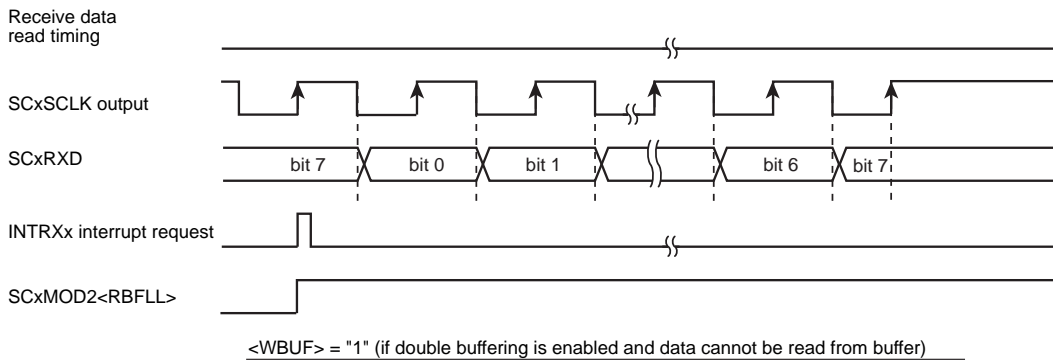 Receive data
read timing
SCxSCLK output
SCxRXD
bit 7 bit 0 bit 1 bit 6 bit 7
INTRXx interrupt request
SCxMOD2<RBFLL>
<WBUF> = "1" (if double buffering is enabled and data cannot be read from buffer)